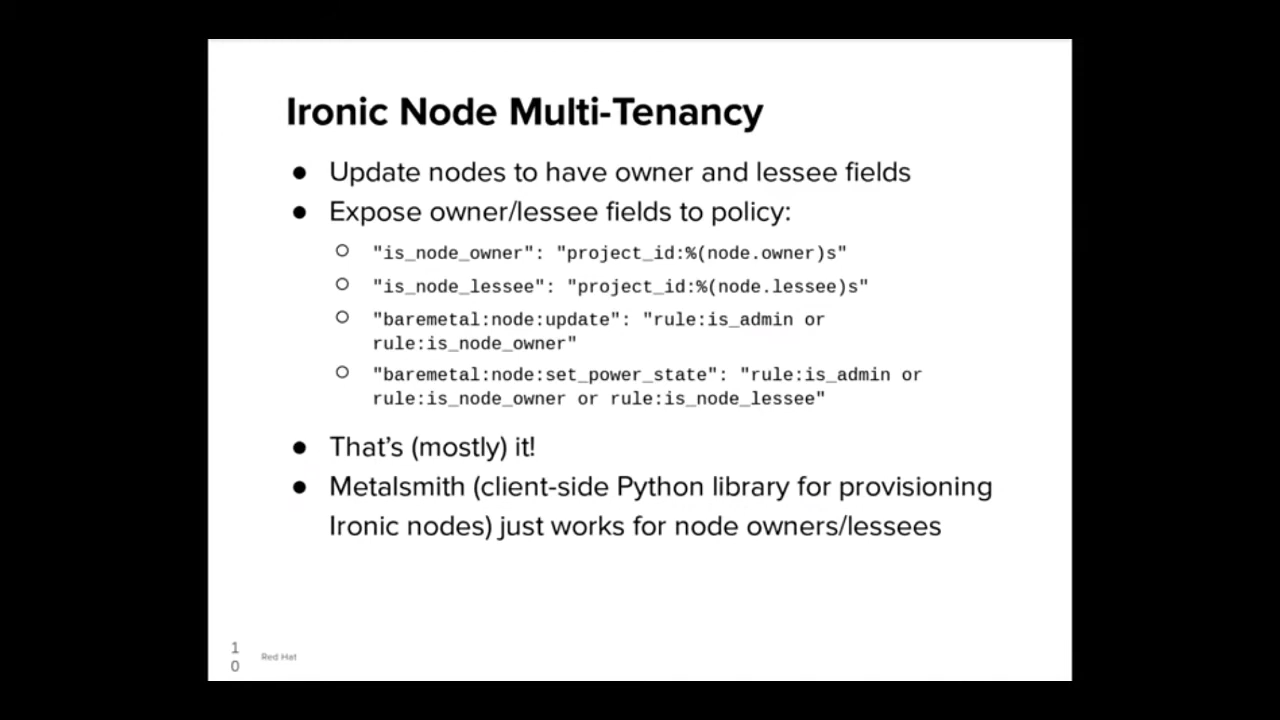 Ironic Node Multi-Tenancy
● Update nodes to have owner and lessee fields
● Expose owner/lessee fields to policy:
○ "is_node_owner": "project_id:%(node.owner)s"
○ "is_node_lessee": "project_id:%(node.lessee)s"
○ "baremetal:node:update": "rule:is_admin or
rule:is_node_owner"
○ "baremetal:node:set_power_state": "rule:is_admin or
rule:is_node_owner or rule:is_node_lessee"
● That’s (mostly) it!
● Metalsmith (client-side Python library for provisioning
Ironic nodes) just works for node owners/lessees
1
0
Red Hat